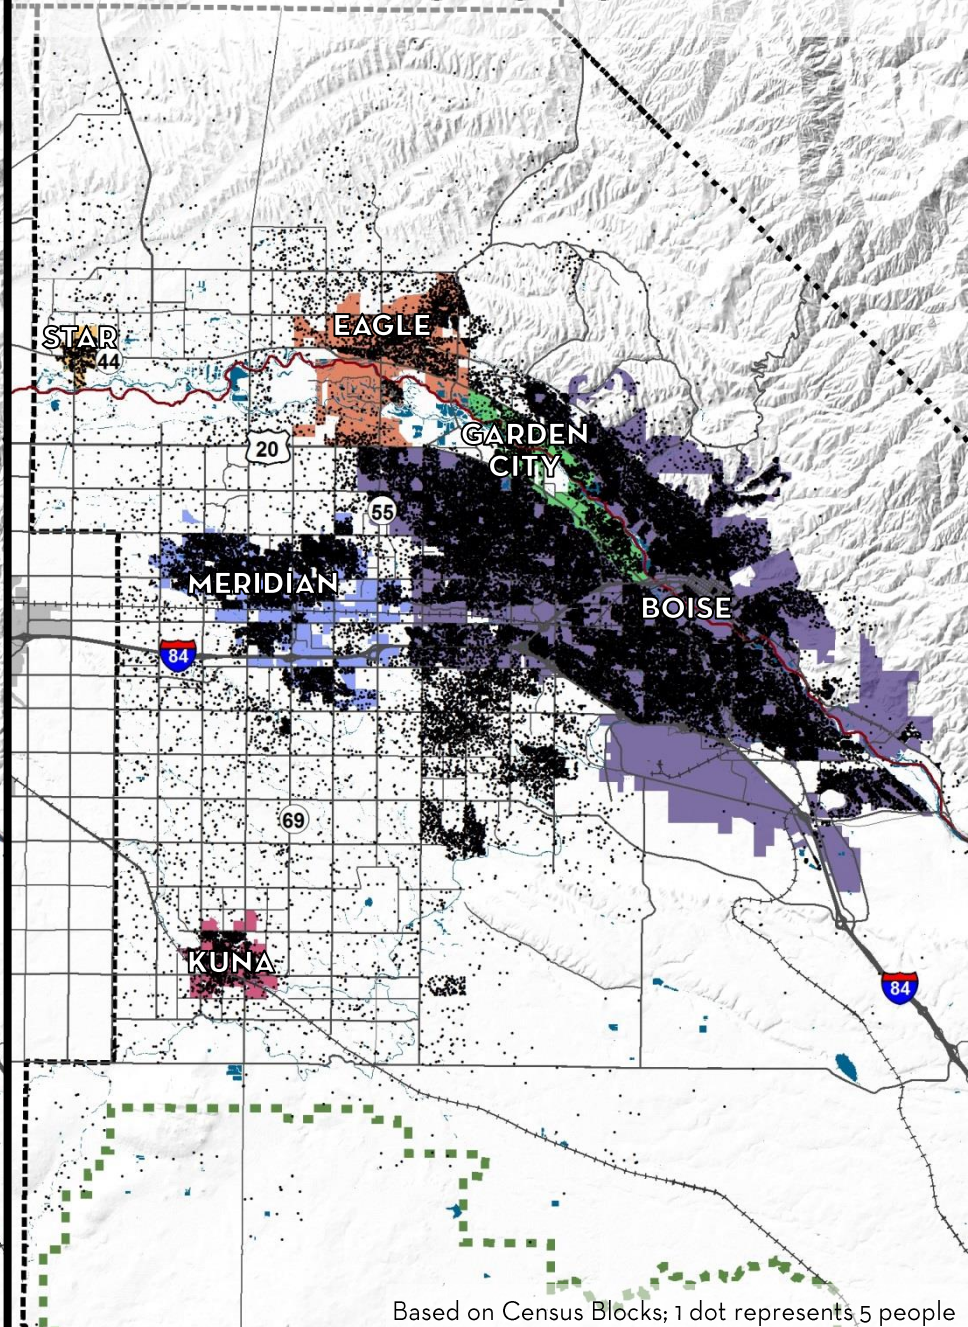 STAR
44
EAGLE
GARDEN
CITY
20
55
MERIDIAN
BOISE
84
69
KUNA
84
Based on Census Blocks; 1 dot represents 5 people